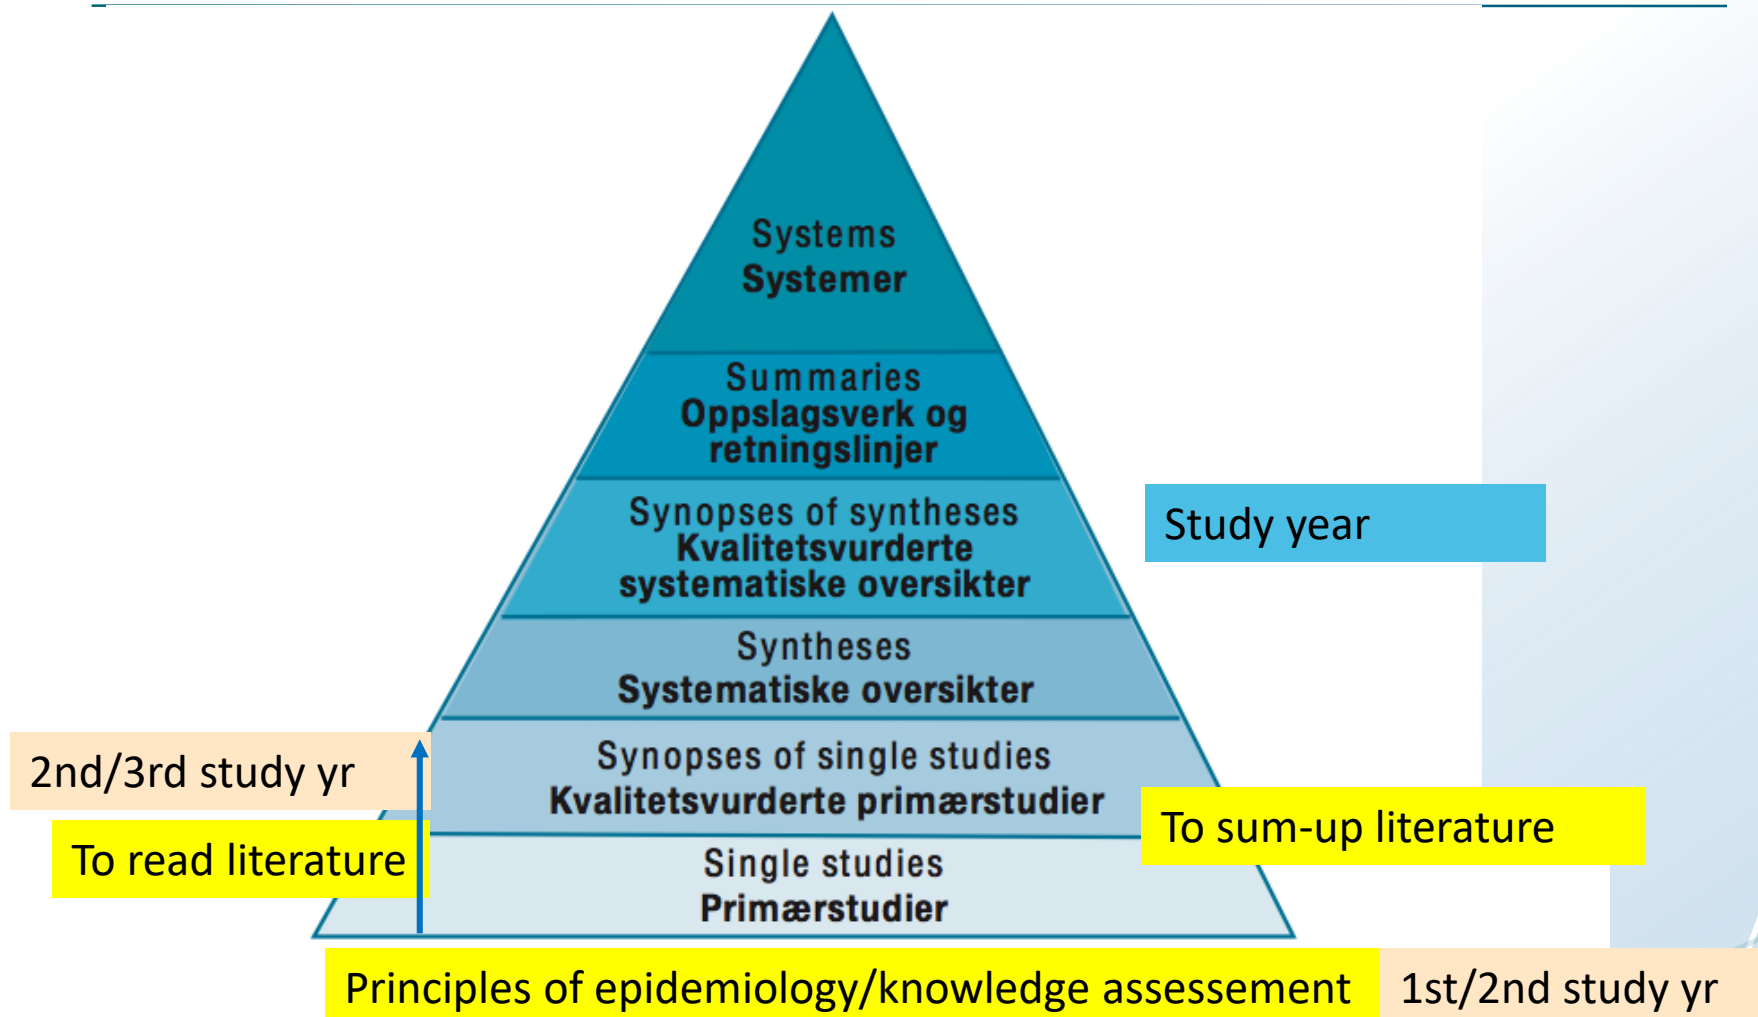 Systems
Systemer
Summaries
Oppslagsverk og
retningslinjer
Synopses of syntheses
Kvalitetsvurderte
systematiske oversikter
Study year
Syntheses
Systematiske oversikter
2nd/3rd study yr
Synopses of single studies
Kvalitetsvurderte primærstudier
To read literature
To sum-up literature
Single studies
Primærstudier
Principles of epidemiology/knowledge assessement
1st/2nd study yr